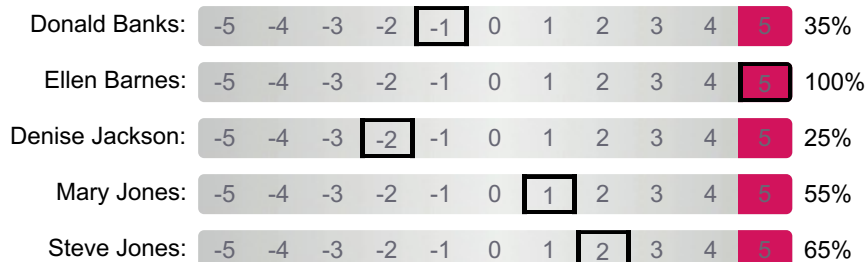 Donald Banks: -5 -4 -3 -2 -1 0 1 2 3 4 5 35%
Ellen Barnes: -5 -4 -3 -2 -1 0 1 2 3 4 5 100%
Denise Jackson: -5 -4 -3 -2 -1 0 1 2 3 4 5 25%
Mary Jones: -5 -4 -3 -2 -1 0 1 2 3 4 5 55%
Steve Jones: -5 -4 -3 -2 -1 0 1 2 3 4 5 65%